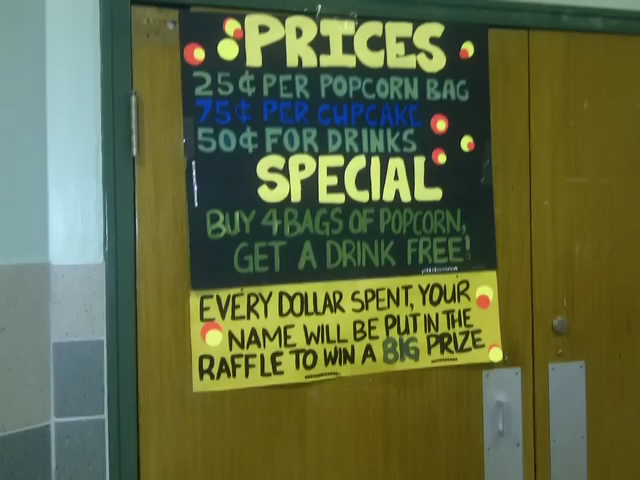 PRICES
25¢ PER POPCORN BAG
75¢ PER CUPCAKE
50¢ FOR DRINKS
SPECIAL
BUY 4 BAGS OF POPCORN,
GET A DRINK FREE!
EVERY DOLLAR SPENT, YOUR
NAME WILL BE PUT IN THE
RAFFLE TO WIN A BIG PRIZE